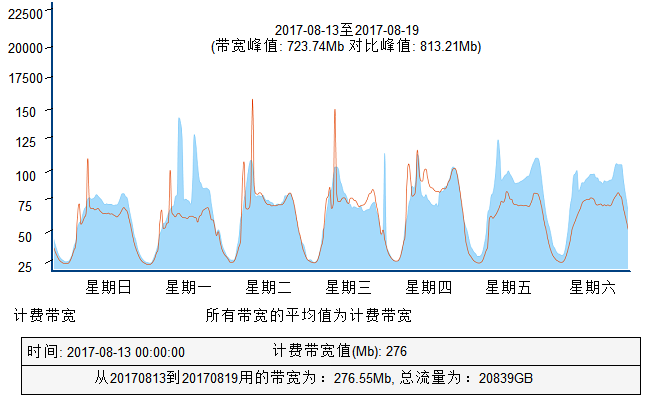 2017-08-13至2017-08-19
(带宽峰值: 723.74Mb 对比峰值: 813.21Mb)
22500
20000
17500
150
125
100
75
50
25
星期日 星期一 星期二 星期三 星期四 星期五 星期六
计费带宽 所有带宽的平均值为计费带宽
时间: 2017-08-13 00:00:00 计费带宽值(Mb): 276
从20170813到20170819用的带宽为：276.55Mb, 总流量为：20839GB